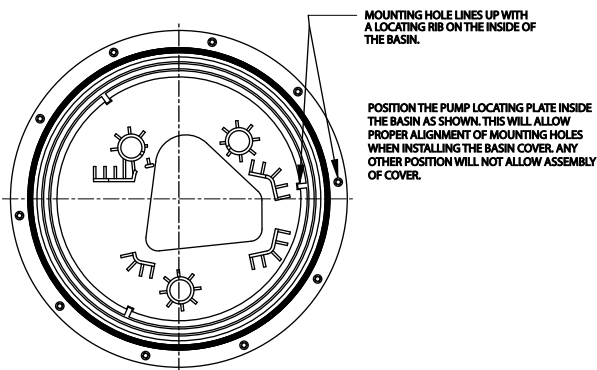 MOUNTING HOLE LINES UP WITH
A LOCATING RIB ON THE INSIDE OF
THE BASIN.
POSITION THE PUMP LOCATING PLATE INSIDE
THE BASIN AS SHOWN. THIS WILL ALLOW
PROPER ALIGNMENT OF MOUNTING HOLES
WHEN INSTALLING THE BASIN COVER. ANY
OTHER POSITION WILL NOT ALLOW ASSEMBLY
OF COVER.